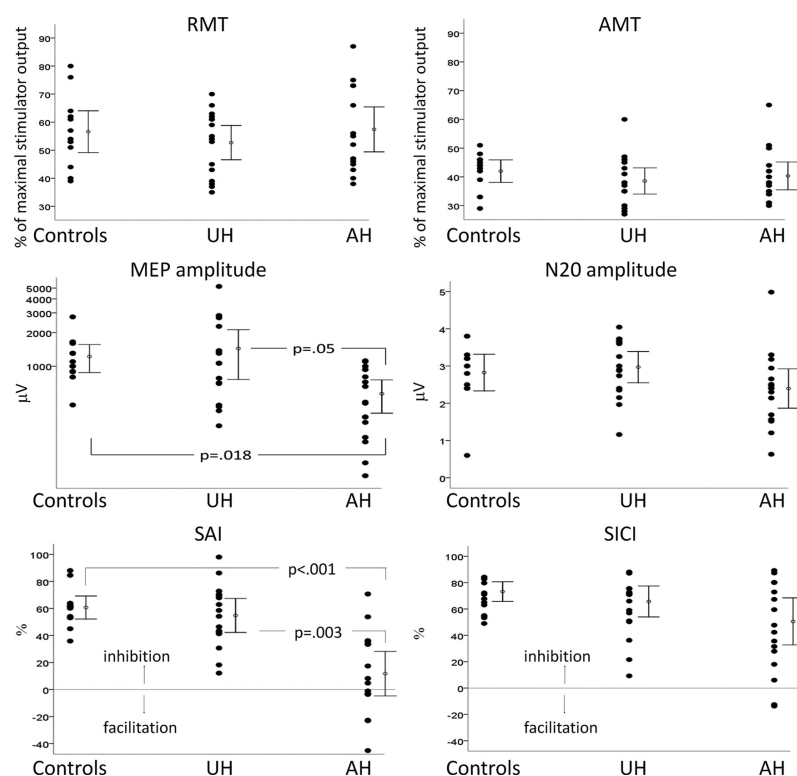 RMT
% of maximal stimulator output
90
80
70
60
50
40
30
Controls UH AH
AMT
% of maximal stimulator output
90
80
70
60
50
40
30
Controls UH AH
MEP amplitude
μV
5000
4000
3000
2000
1000
p=.05
p=.018
Controls UH AH
N20 amplitude
μV
5
4
3
2
1
0
Controls UH AH
SAI
%
100
80
60
40
20
0
-20
-40
p<.001
p=.003
inhibition
facilitation
Controls UH AH
SICI
%
100
80
60
40
20
0
-20
-40
inhibition
facilitation
Controls UH AH